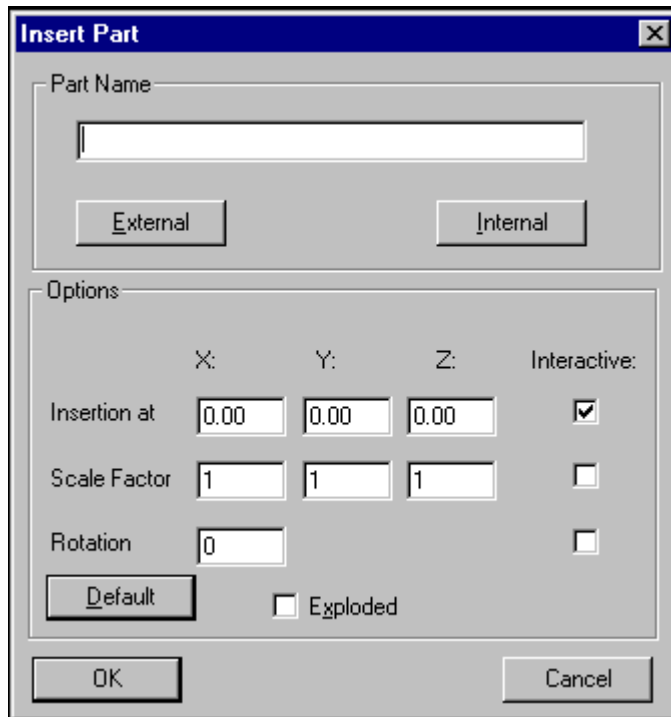 Insert Part
Part Name
External Internal
Options
X: Y: Z: Interactive:
Insertion at 0.00 0.00 0.00
Scale Factor 1 1 1
Rotation 0
Default Exploded
OK Cancel